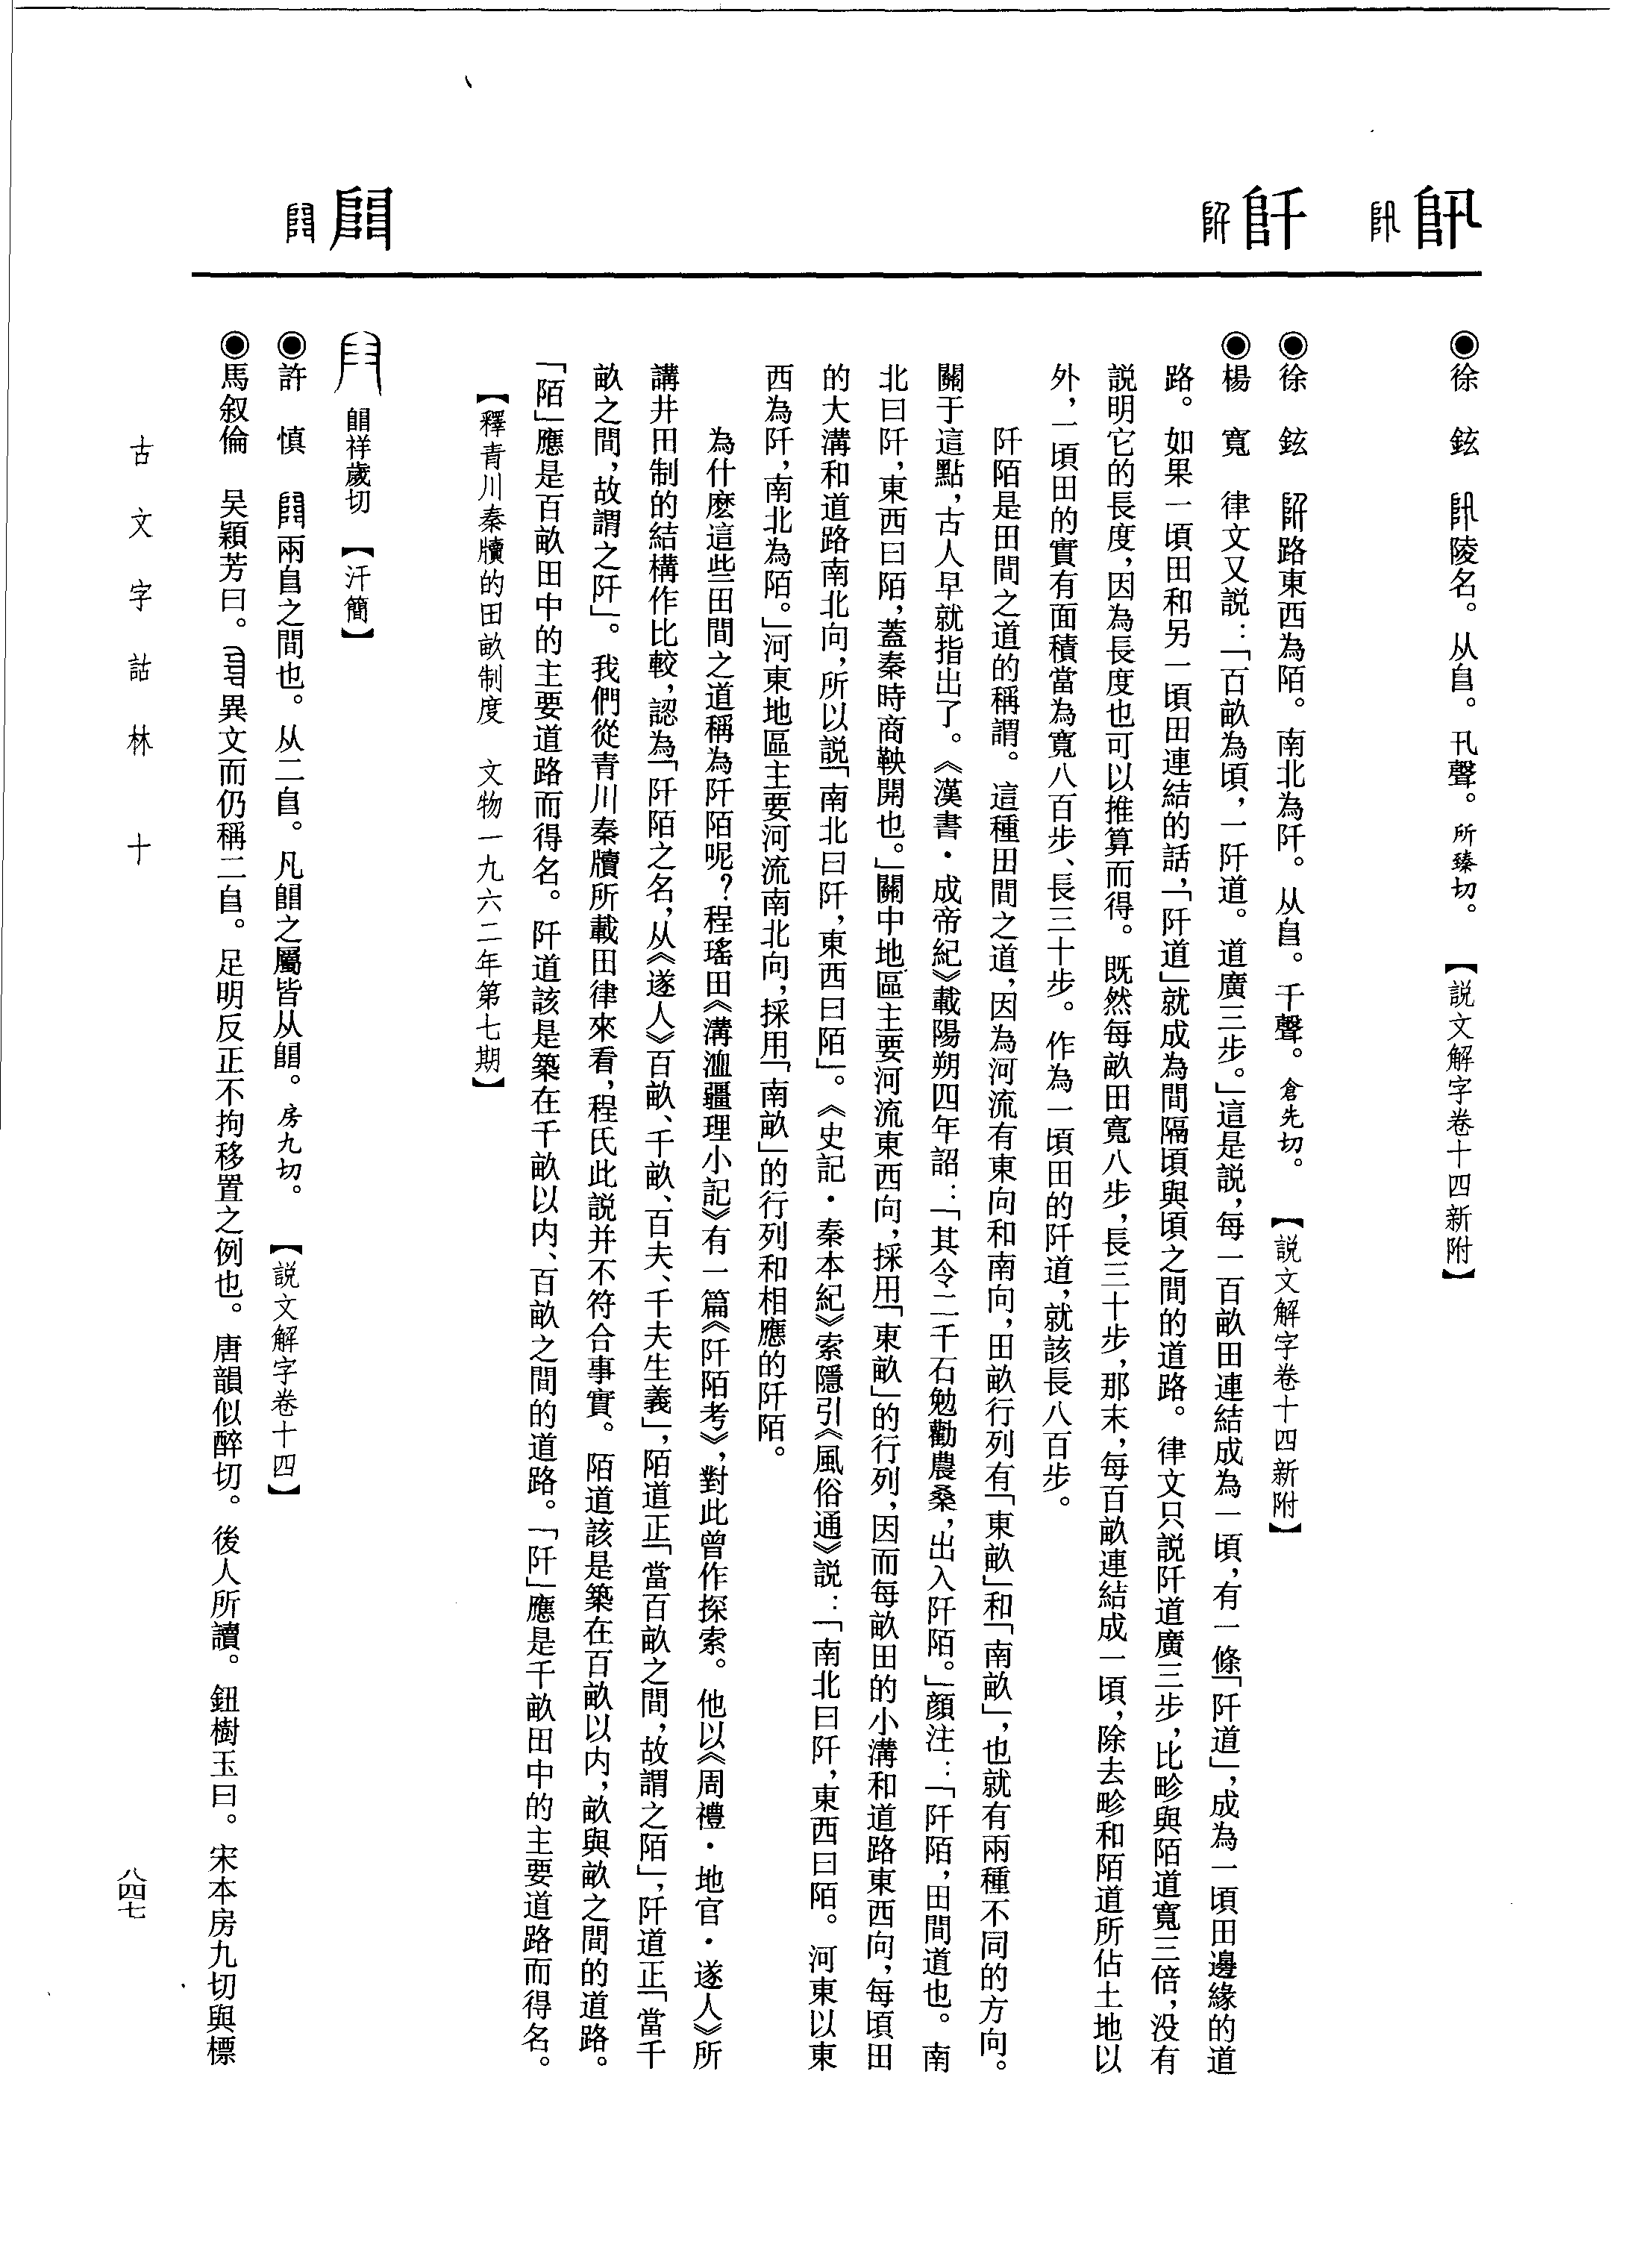 阠
阡
𨺅
◉徐　鉉　阠陵名。从𨸏。卂聲。所臻切。【説文解字卷十四新附】
◉徐　鉉　阡路東西為陌。南北為阡。从𨸏。千聲。倉先切。【説文解字卷十四新附】
◉楊　寬　律文又説：「百畝為頃，一阡道。道廣三步。」這是説，每一百畝田連結成為一頃，有一條「阡道」，成為一頃田邊緣的道
路。如果一頃田和另一頃田連結的話，「阡道」就成為間隔頃與頃之間的道路。律文只説阡道廣三步，比畛與陌道寬三倍，没有
説明它的長度，因為長度也可以推算而得。既然每畝田寬八步，長三十步，那末，每百畝連結成一頃，除去畛和陌道所佔土地以
外，一頃田的實有面積當為寬八百步、長三十步。作為一頃田的阡道，就該長八百步。
阡陌是田間之道的稱謂。這種田間之道，因為河流有東向和南向，田畝行列有「東畝」和「南畝」，也就有兩種不同的方向。
關于這點，古人早就指出了。《漢書·成帝紀》載陽朔四年詔：「其令二千石勉勸農桑，出入阡陌。」顔注：「阡陌，田間道也。南
北曰阡，東西曰陌，蓋秦時商鞅開也。」關中地區主要河流東西向，採用「東畝」的行列，因而每畝田的小溝和道路東西向，每頃田
的大溝和道路南北向，所以説「南北曰阡，東西曰陌」。《史記·秦本紀》索隱引《風俗通》説：「南北曰阡，東西曰陌。河東以東
西為阡，南北為陌。」河東地區主要河流南北向，採用「南畝」的行列和相應的阡陌。
為什麽這些田間之道稱為阡陌呢？程瑤田《溝洫疆理小記》有一篇《阡陌考》，對此曾作探索。他以《周禮·地官·遂人》所
講井田制的結構作比較，認為「阡陌之名，从《遂人》百畝、千畝、百夫、千夫生義」，陌道正「當百畝之間，故謂之陌」，阡道正「當千
畝之間，故謂之阡」。我們從青川秦牘所載田律來看，程氏此説并不符合事實。陌道該是築在百畝以内，畝與畝之間的道路。
「陌」應是百畝田中的主要道路而得名。阡道該是築在千畝以内、百畝之間的道路。「阡」應是千畝田中的主要道路而得名。
【釋青川秦牘的田畝制度　文物一九六二年第七期】
𨺅祥歲切　【汗簡】
◉許　慎　𨺅兩𨸏之間也。从二𨸏。凡𨺅之屬皆从𨺅。房九切。【説文解字卷十四】
◉馬叙倫　吴穎芳曰。異文而仍稱二𨸏。足明反正不拘移置之例也。唐韻似醉切。後人所讀。鈕樹玉曰。宋本房九切與標
古文字詁林　十
八四七